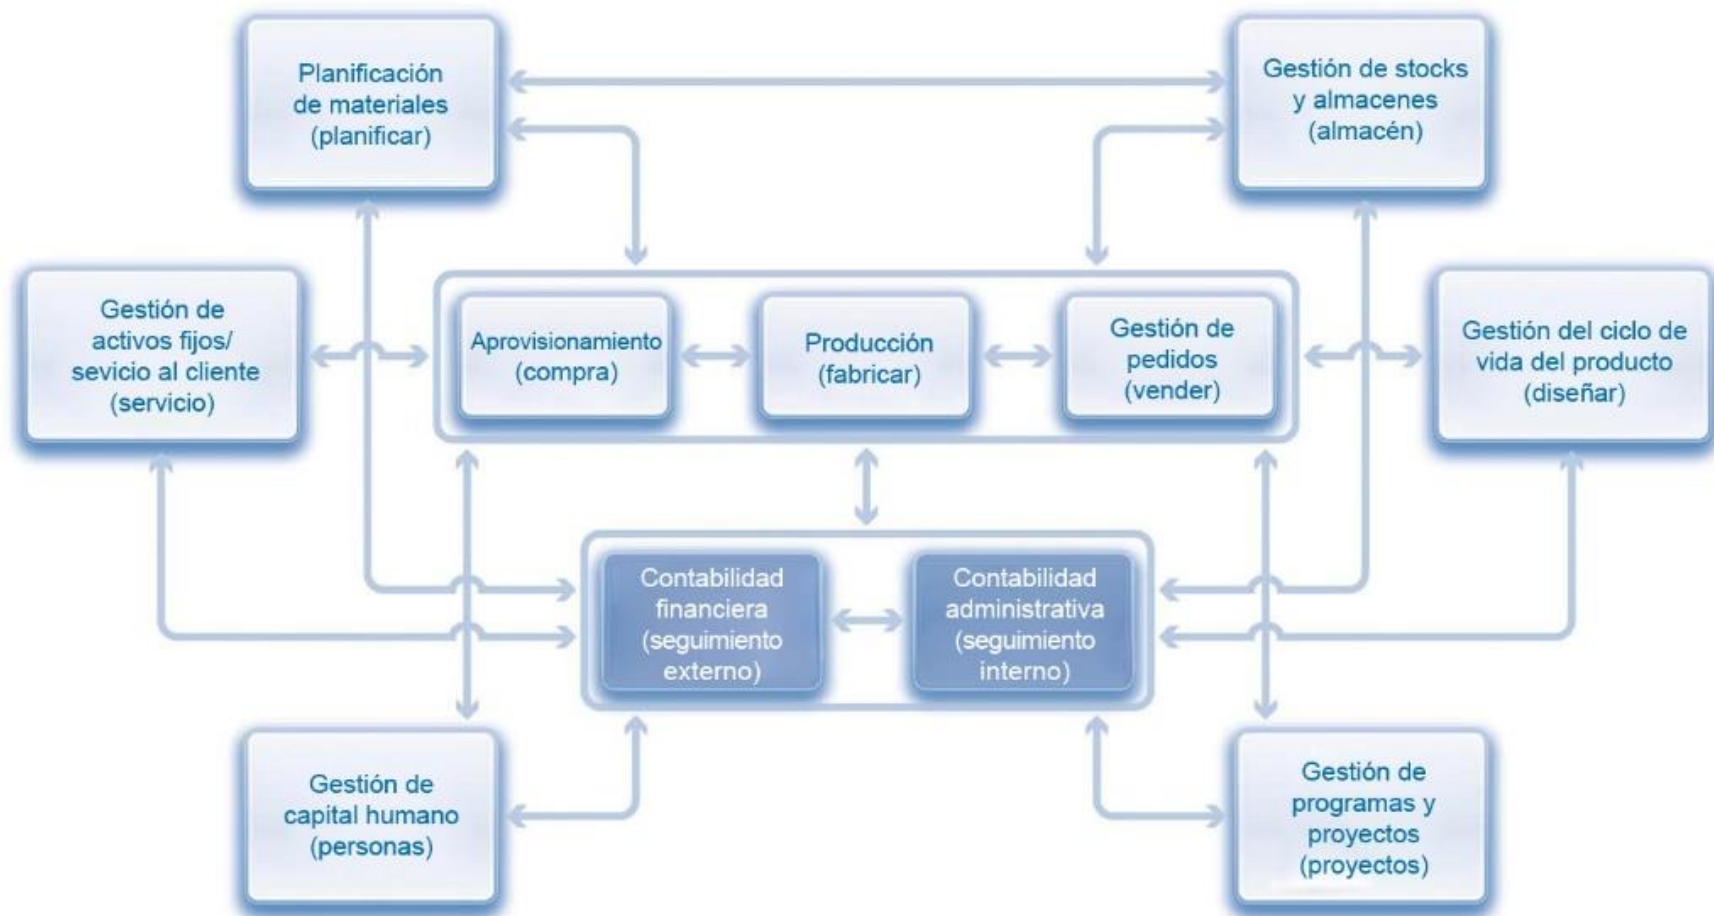 Planificación
de materiales
(planificar)
Gestión de stocks
y almacenes
(almacén)
Gestión de
activos fijos/
sevicio al cliente
(servicio)
Aprovisionamiento
(compra)
Producción
(fabricar)
Gestión de
pedidos
(vender)
Gestión del ciclo de
vida del producto
(diseñar)
Contabilidad
financiera
(seguimiento
externo)
Contabilidad
administrativa
(seguimiento
interno)
Gestión de
capital humano
(personas)
Gestión de
programas y
proyectos
(proyectos)